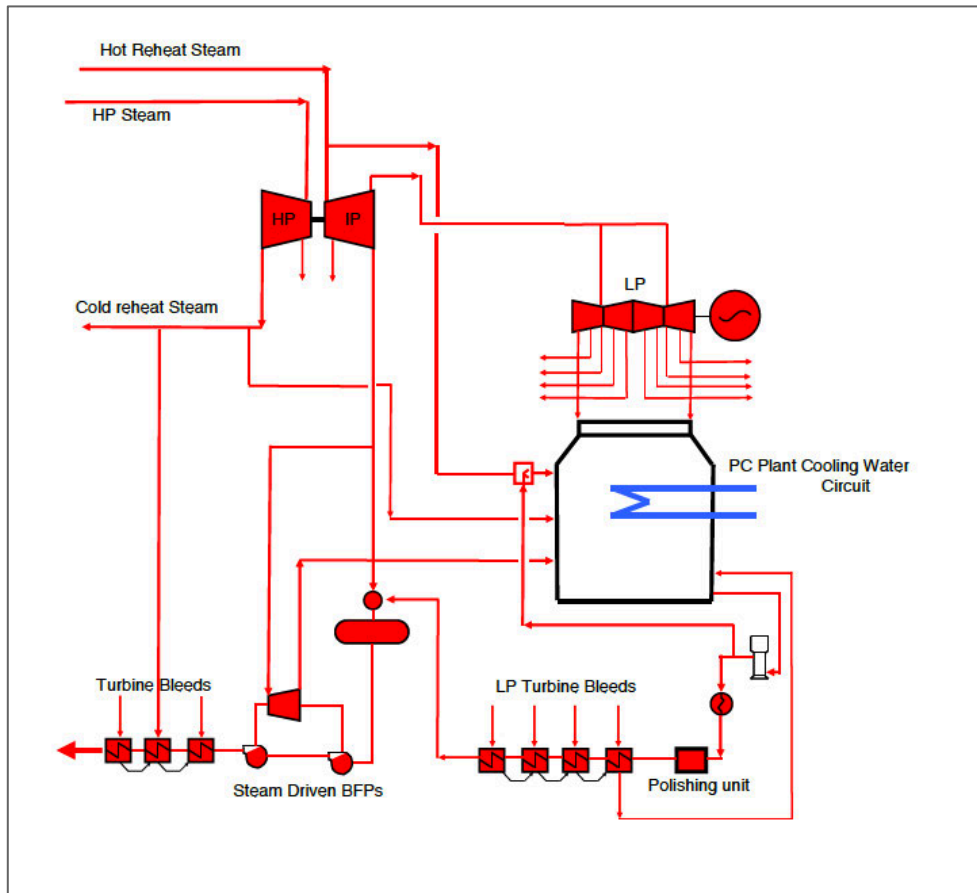 Hot Reheat Steam
HP Steam
HP
IP
Cold reheat Steam
LP
PC Plant Cooling Water
Circuit
Turbine Bleeds
LP Turbine Bleeds
Steam Driven BFPs
Polishing unit